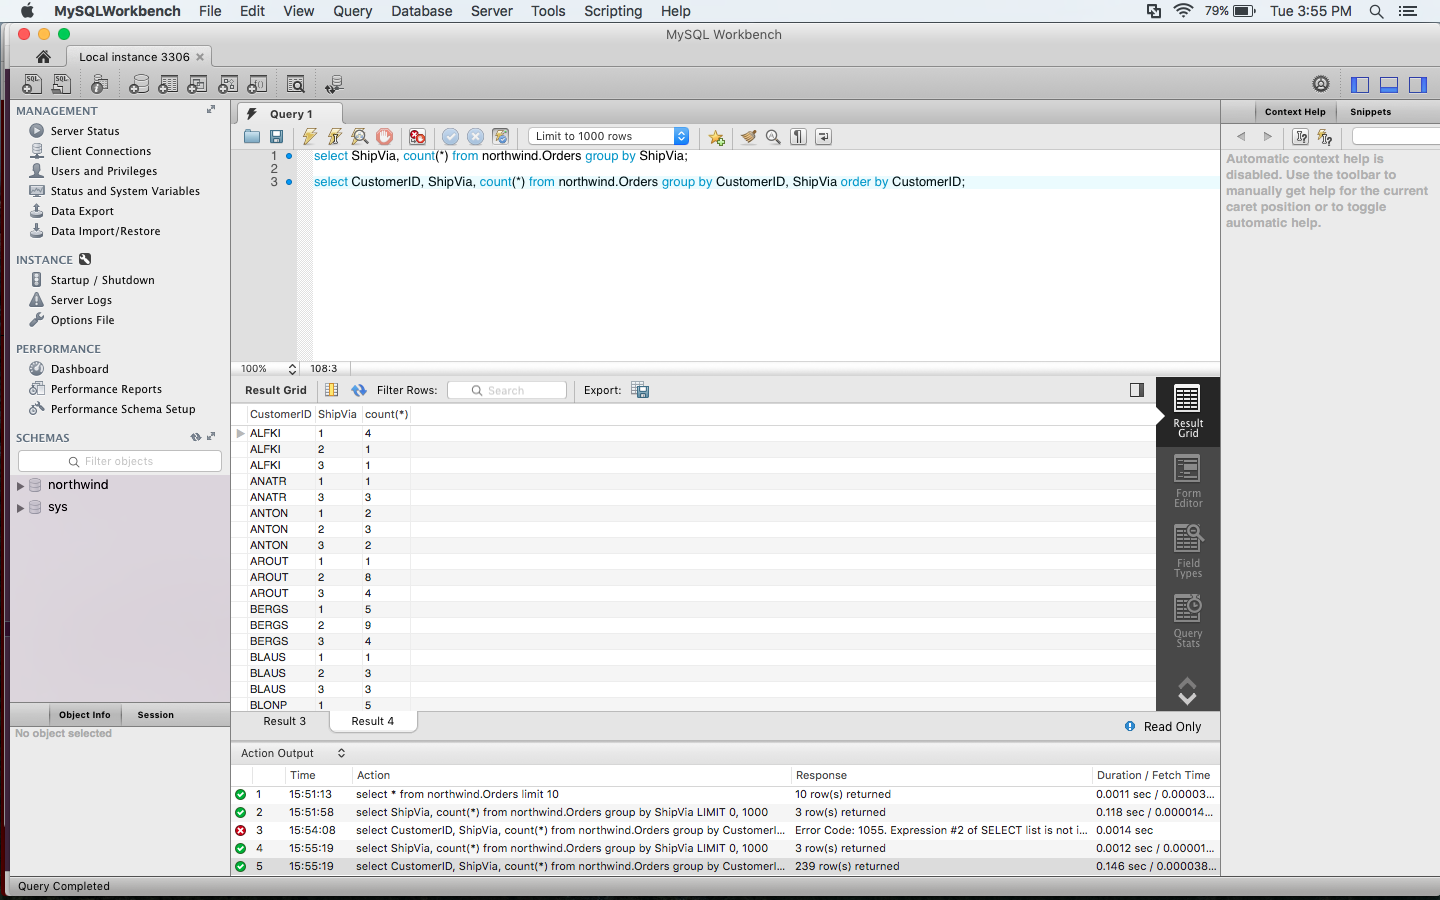 MySQLWorkbench File Edit View Query Database Server Tools Scripting Help 79% Tue 3:55 PM
MySQL Workbench
Local instance 3306
MANAGEMENT
Server Status
Client Connections
Users and Privileges
Status and System Variables
Data Export
Data Import/Restore
INSTANCE
Startup / Shutdown
Server Logs
Options File
PERFORMANCE
Dashboard
Performance Reports
Performance Schema Setup
SCHEMAS
Filter objects
northwind
sys
Object Info Session
No object selected
Query 1
Limit to 1000 rows
1 select ShipVia, count(*) from northwind.Orders group by ShipVia;
2
3 select CustomerID, ShipVia, count(*) from northwind.Orders group by CustomerID, ShipVia order by CustomerID;
100% 108:3
Result Grid Filter Rows: Search Export:
CustomerID ShipVia count(*)
ALFKI 1 4
ALFKI 2 1
ALFKI 3 1
ANATR 1 1
ANATR 3 3
ANTON 1 2
ANTON 2 3
ANTON 3 2
AROUT 1 1
AROUT 2 8
AROUT 3 4
BERGS 1 5
BERGS 2 9
BERGS 3 4
BLAUS 1 1
BLAUS 2 3
BLAUS 3 3
BLONP 1 5
Result
Grid
Form
Editor
Field
Types
Query
Stats
Result 3 Result 4
Read Only
Action Output
Time Action Response Duration / Fetch Time
1 15:51:13 select * from northwind.Orders limit 10 10 row(s) returned 0.0011 sec / 0.00003...
2 15:51:58 select ShipVia, count(*) from northwind.Orders group by ShipVia LIMIT 0, 1000 3 row(s) returned 0.118 sec / 0.000014...
3 15:54:08 select CustomerID, ShipVia, count(*) from northwind.Orders group by CustomerI... Error Code: 1055. Expression #2 of SELECT list is not i... 0.0014 sec
4 15:55:19 select ShipVia, count(*) from northwind.Orders group by ShipVia LIMIT 0, 1000 3 row(s) returned 0.0012 sec / 0.00001...
5 15:55:19 select CustomerID, ShipVia, count(*) from northwind.Orders group by CustomerI... 239 row(s) returned 0.146 sec / 0.000038...
Context Help Snippets
Automatic context help is
disabled. Use the toolbar to
manually get help for the current
caret position or to toggle
automatic help.
Query Completed